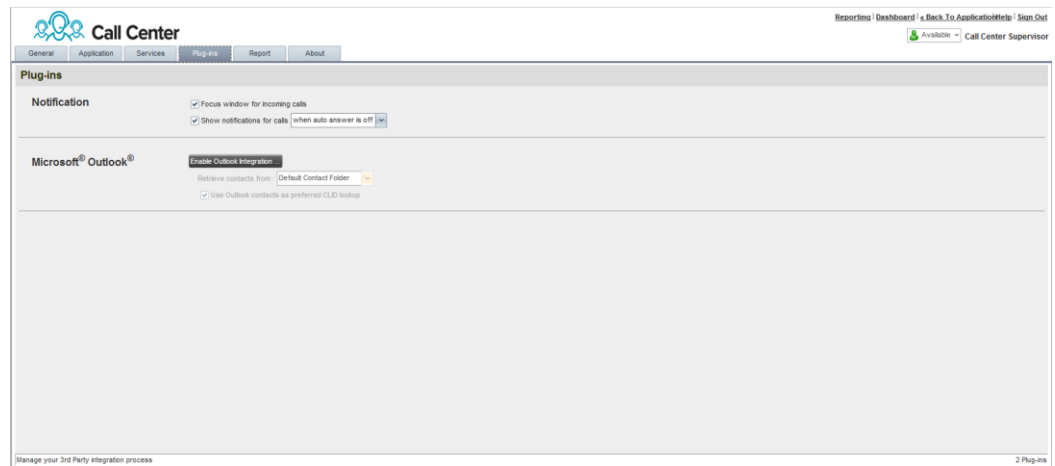 Call Center
Reporting | Dashboard | « Back To Application Help | Sign Out
Available
Call Center Supervisor
General Application Services Plug-ins Report About
Plug-ins
Notification
Focus window for incoming calls
Show notifications for calls when auto answer is off
Microsoft® Outlook®
Enable Outlook Integration ...
Retrieve contacts from : Default Contact Folder
Use Outlook contacts as preferred CLID lookup
Manage your 3rd Party integration process
2 Plug-ins